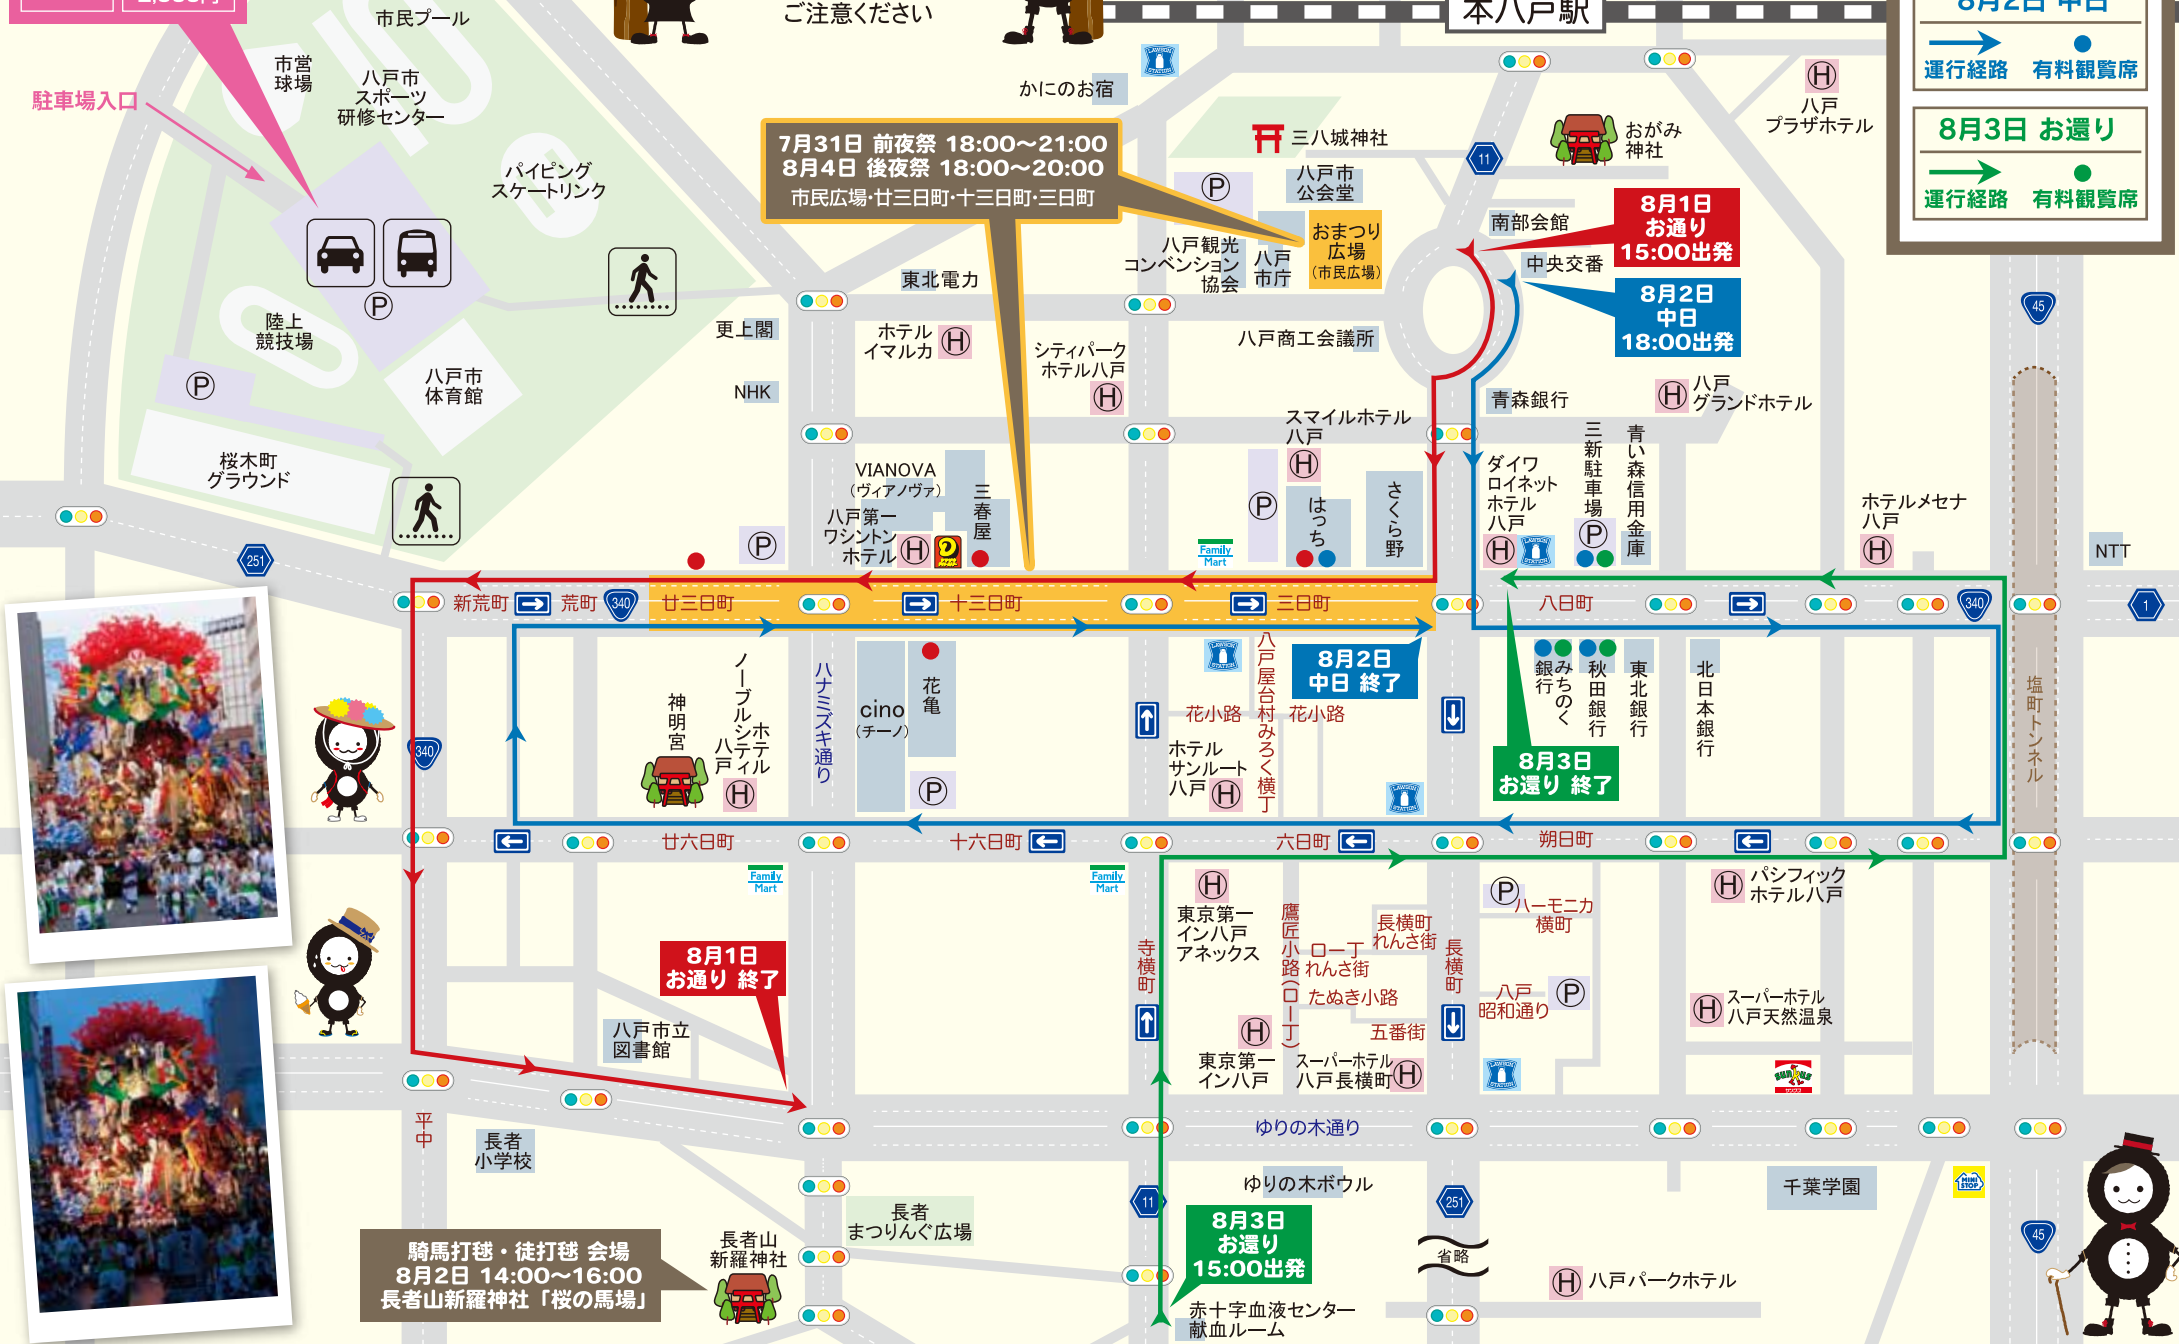 市民プール
ご注意ください
本八戸駅
8月2日 中日
運行経路 有料観覧席
8月3日 お還り
運行経路 有料観覧席
駐車場入口
市営
球場
八戸市
スポーツ
研修センター
パイピング
スケートリンク
かにのお宿
LAWSON
STATION
7月31日 前夜祭 18:00〜21:00
8月4日 後夜祭 18:00〜20:00
市民広場・廿三日町・十三日町・三日町
三八城神社
八戸市
公会堂
11
おがみ
神社
H
八戸
プラザホテル
P
八戸観光
コンベンション
協会
八戸
市庁
おまつり
広場
(市民広場)
南部会館
中央交番
8月1日
お通り
15:00出発
8月2日
中日
18:00出発
45
P
陸上
競技場
P
八戸市
体育館
桜木町
グラウンド
東北電力
更上閣
ホテル
イマルカ
H
シティパーク
ホテル八戸
H
NHK
八戸商工会議所
青森銀行
H
八戸
グランドホテル
スマイルホテル
八戸
H
VIANOVA
(ヴィアノヴァ)
三春屋
八戸第一
ワシントン
ホテル
H
P
P
はっち
さくら野
Family
Mart
ダイワ
ロイネット
ホテル
八戸
H
LAWSON
STATION
三新駐車場
P
青い森信用金庫
ホテルメセナ
八戸
H
NTT
251
新荒町
荒町
340
廿三日町
十三日町
三日町
八日町
340
1
8月2日
中日 終了
LAWSON
STATION
八戸屋台村みろく横丁
花小路
花小路
ホテル
サンルート
八戸
H
LAWSON
STATION
神明宮
ノーブルシティホテル
八戸
H
ハナミズキ通り
cino
(チーノ)
花亀
P
みちのく
銀行
秋田銀行
東北銀行
北日本銀行
8月3日
お還り 終了
塩町トンネル
340
廿六日町
十六日町
六日町
朔日町
Family
Mart
Family
Mart
H
東京第一
イン八戸
アネックス
寺横町
鷹匠小路(ロー丁)
長横町
れんさ街
ロー丁
れんさ街
たぬき小路
五番街
長横町
P
ハーモニカ
横町
八戸
昭和通り
P
H
パシフィック
ホテル八戸
H
スーパーホテル
八戸天然温泉
8月1日
お通り 終了
八戸市立
図書館
H
東京第一
イン八戸
スーパーホテル
八戸長横町
H
LAWSON
STATION
sunkus
サンクス
平中
長者
小学校
ゆりの木通り
ゆりの木ボウル
千葉学園
MINI
STOP
長者
まつりんぐ広場
11
251
45
8月3日
お還り
15:00出発
省略
長者山
新羅神社
騎馬打毬・徒打毬 会場
8月2日 14:00〜16:00
長者山新羅神社「桜の馬場」
赤十字血液センター
献血ルーム
H
八戸パークホテル